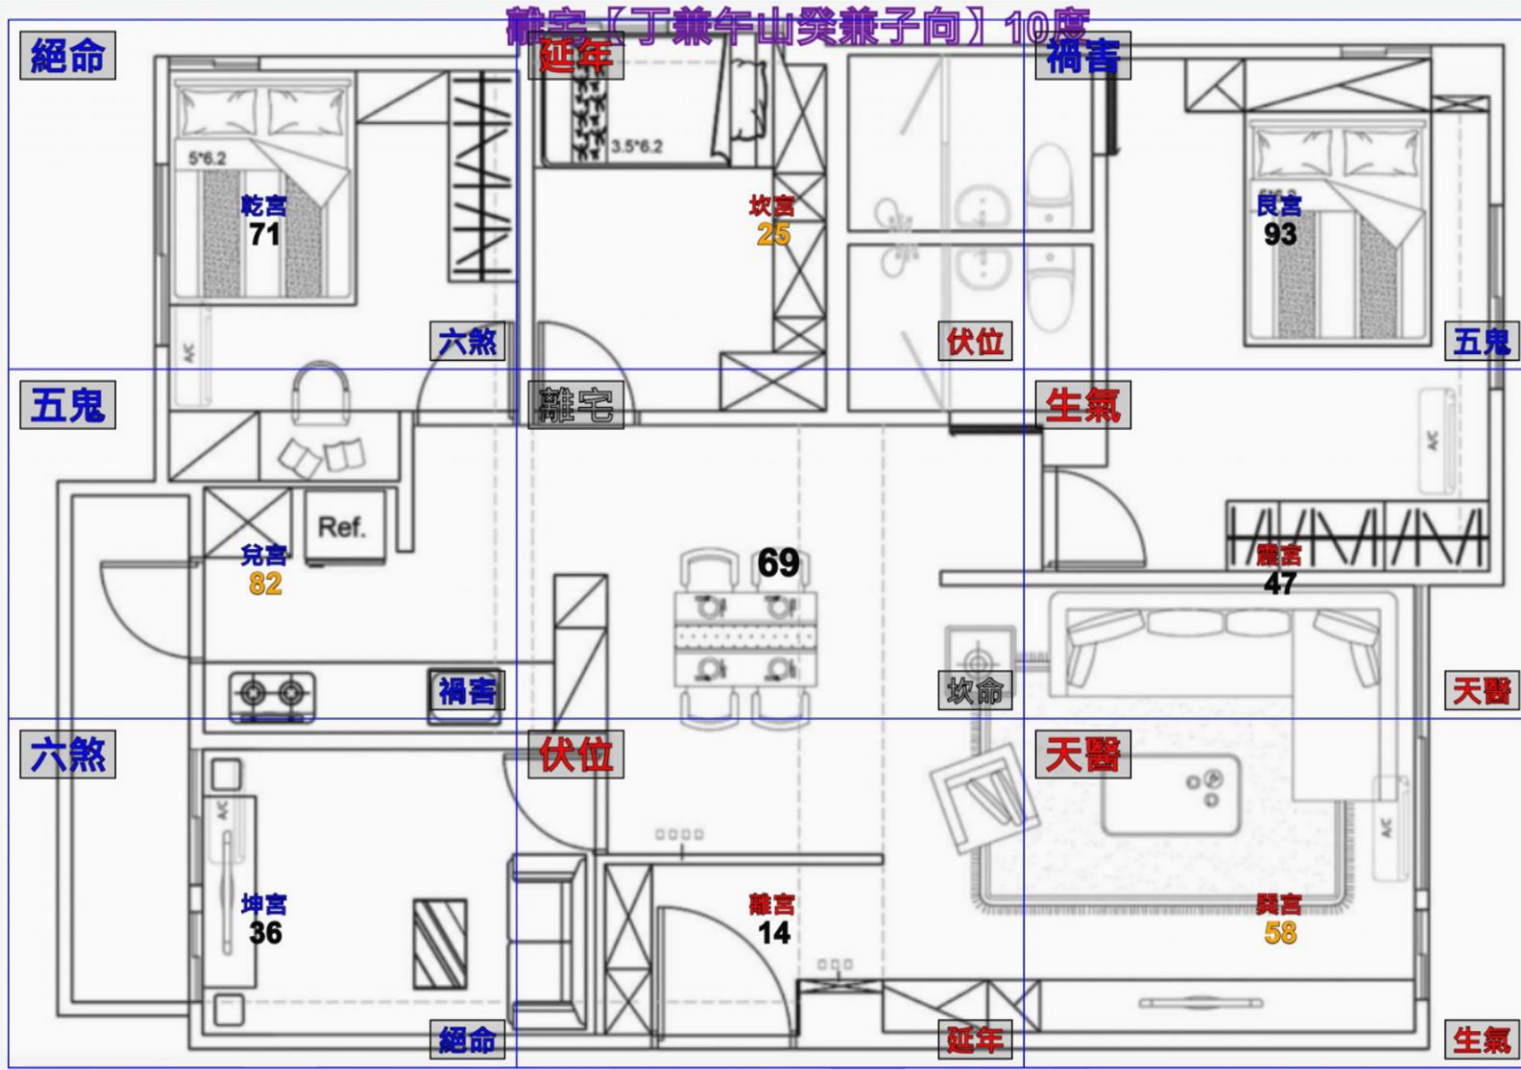 離宅【丁兼午山癸兼子向】10度
絕命
延年
禍害
5*6.2
3.5*6.2
5*6.2
乾宮
71
坎宮
25
艮宮
93
六煞
伏位
五鬼
A/C
五鬼
離宅
生氣
A/C
Ref.
兌宮
82
69
震宮
47
禍害
坎命
天醫
六煞
伏位
天醫
A/C
A/C
坤宮
36
離宮
14
巽宮
58
絕命
延年
生氣